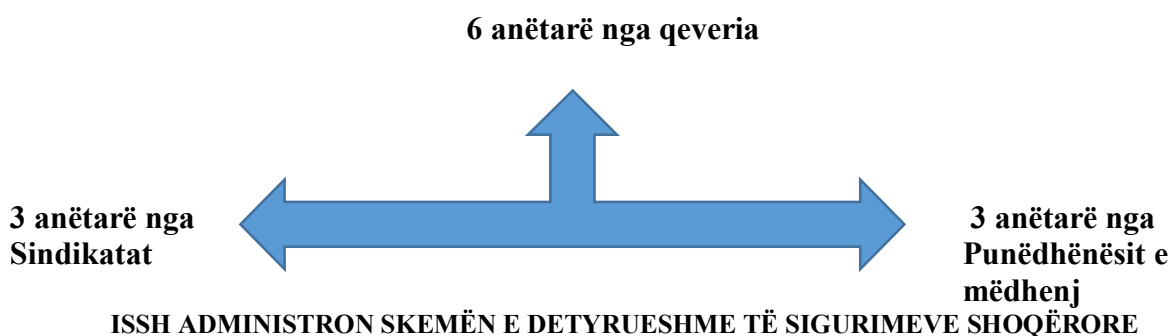 6 anëtarë nga qeveria
3 anëtarë nga
Sindikatat
3 anëtarë nga
Punëdhënësit e
mëdhenj
ISSH ADMINISTRON SKEMËN E DETYRUESHME TË SIGURIMEVE SHOQËRORE